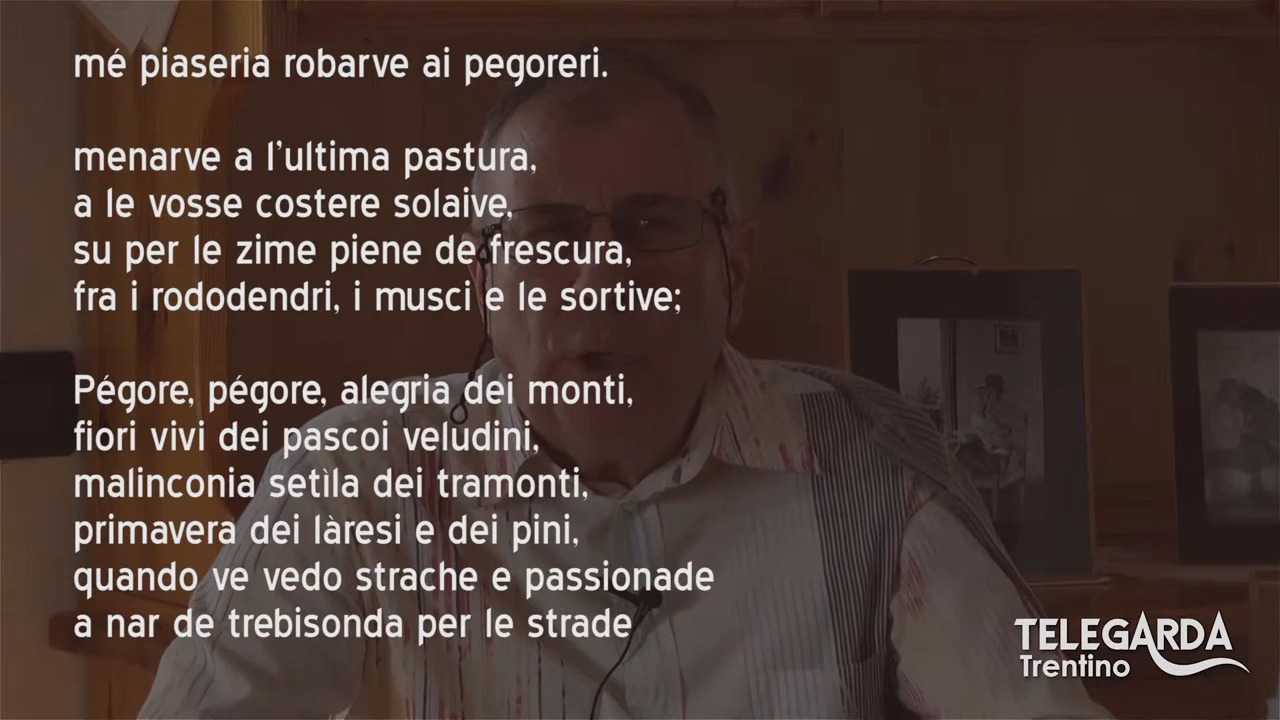 mé piaseria robarve ai pegoreri.
menarve a l'ultima pastura,
a le vosse costere solaive,
su per le zime piene de frescura,
fra i rododendri, i musci e le sortive;
Pégore, pégore, alegria dei monti,
fiori vivi dei pascoi veludini,
malinconia setìla dei tramonti,
primavera dei làresi e dei pini,
quando ve vedo strache e passionade
a nar de trebisonda per le strade
TELEGARDA
Trentino